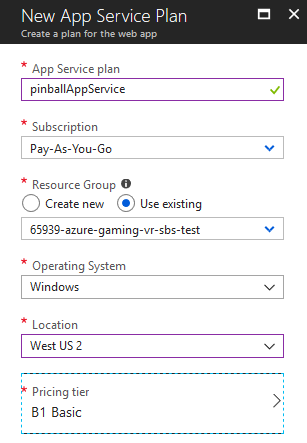 New App Service Plan
Create a plan for the web app
* App Service plan
pinballAppService
* Subscription
Pay-As-You-Go
* Resource Group
Create new
Use existing
65939-azure-gaming-vr-sbs-test
* Operating System
Windows
* Location
West US 2
* Pricing tier
B1 Basic